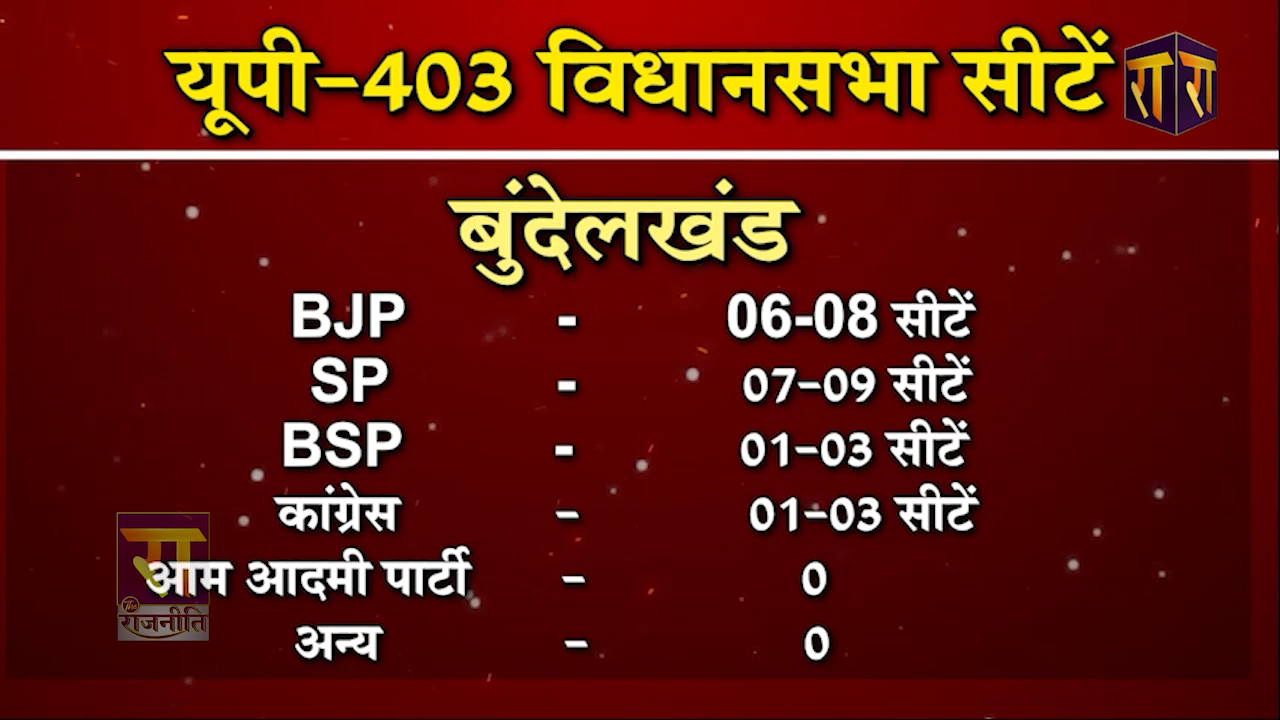 यूपी-403 विधानसभा सीटें
रा रा
बुंदेलखंड
BJP - 06-08 सीटें
SP - 07-09 सीटें
BSP - 01-03 सीटें
कांग्रेस - 01-03 सीटें
आम आदमी पार्टी - 0
अन्य - 0
रा
The
राजनीति